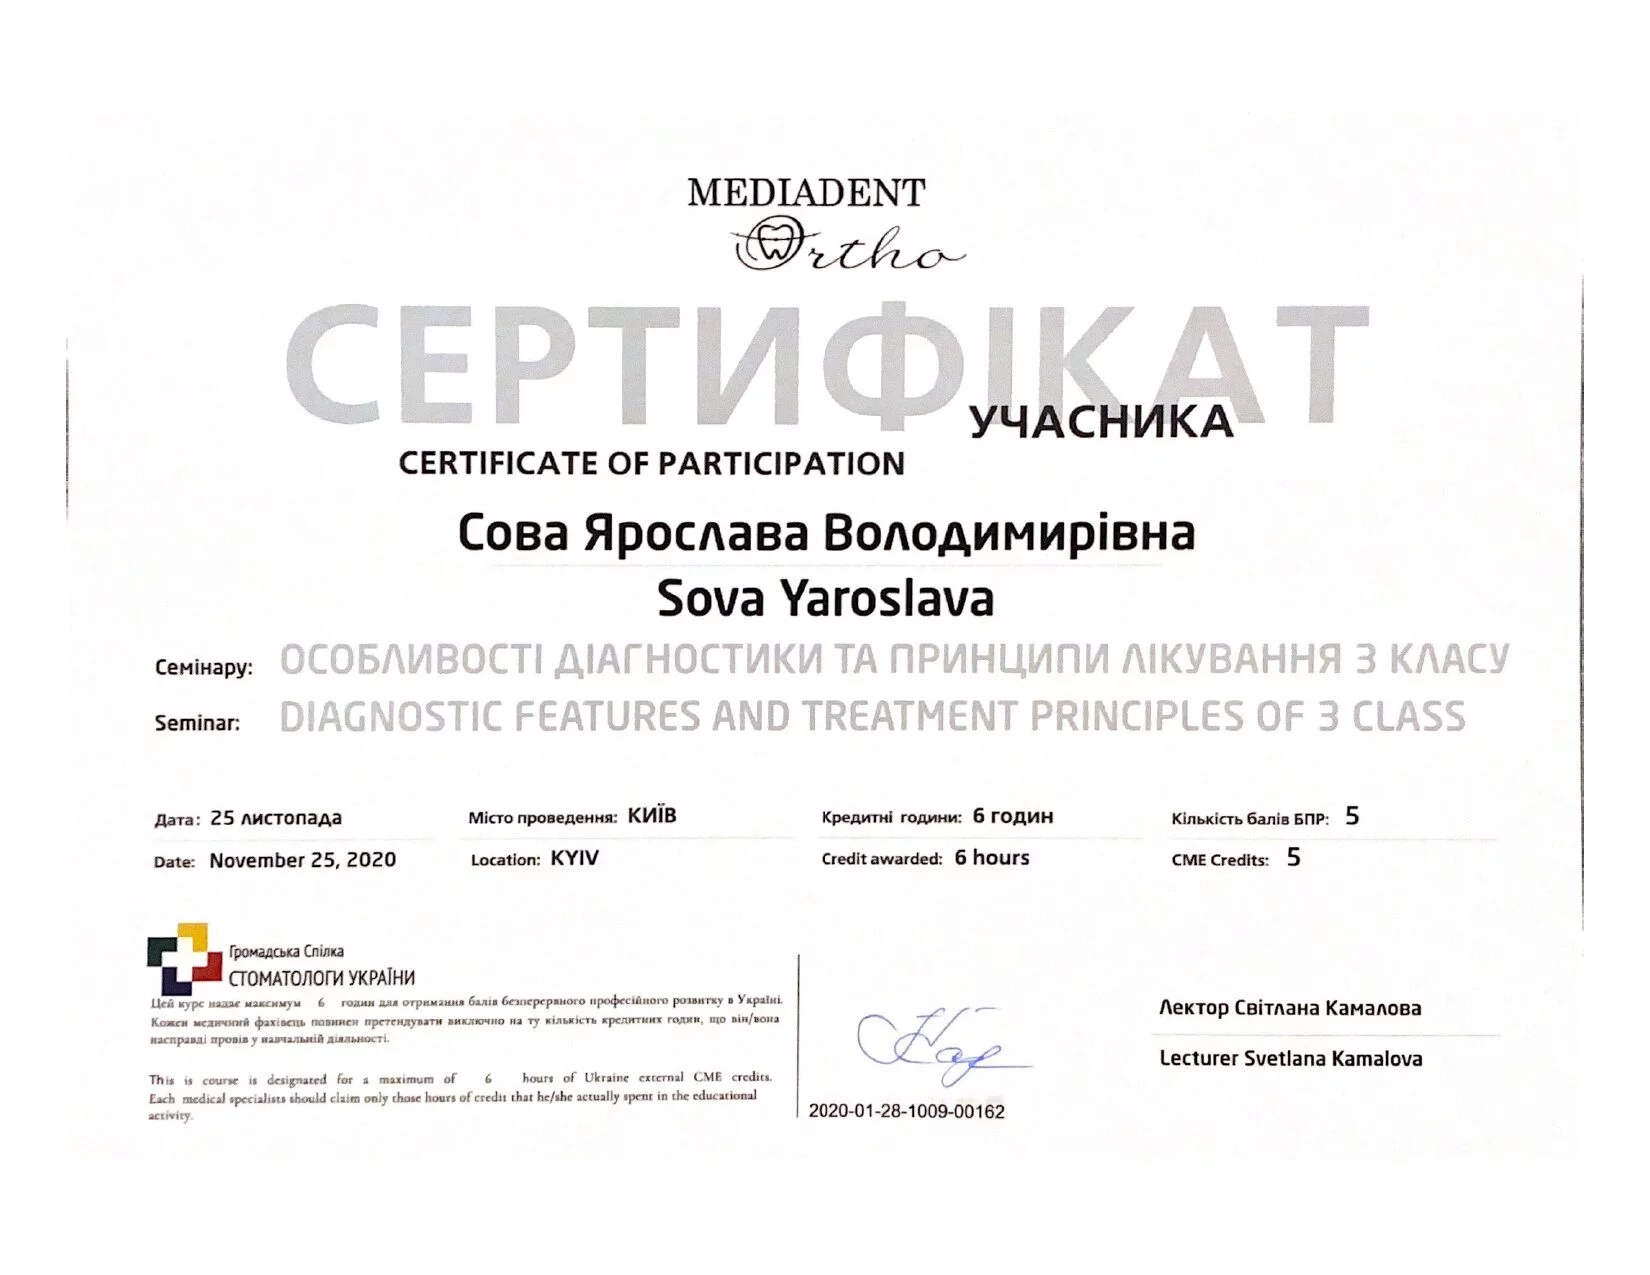 MEDIADENT
Ortho
СЕРТИФІКАТ
УЧАСНИКА
CERTIFICATE OF PARTICIPATION
Сова Ярослава Володимирівна
Sova Yaroslava
Семінару: ОСОБЛИВОСТІ ДІАГНОСТИКИ ТА ПРИНЦИПИ ЛІКУВАННЯ 3 КЛАСУ
Seminar: DIAGNOSTIC FEATURES AND TREATMENT PRINCIPLES OF 3 CLASS
Дата: 25 листопада Місто проведення: КИЇВ Кредитні години: 6 годин Кількість балів БПР: 5
Date: November 25, 2020 Location: KYIV Credit awarded: 6 hours CME Credits: 5
Громадська Спілка
СТОМАТОЛОГИ УКРАЇНИ
Цей курс надає максимум 6 годин для отримання балів безперервного професійного розвитку в Україні.
Кожен медичний фахівець повинен претендувати виключно на ту кількість кредитних годин, що він/вона
насправді провів у навчальній діяльності.
This is course is designated for a maximum of 6 hours of Ukraine external CME credits.
Each medical specialists should claim only those hours of credit that he/she actually spent in the educational
activity.
2020-01-28-1009-00162
Лектор Світлана Камалова
Lecturer Svetlana Kamalova